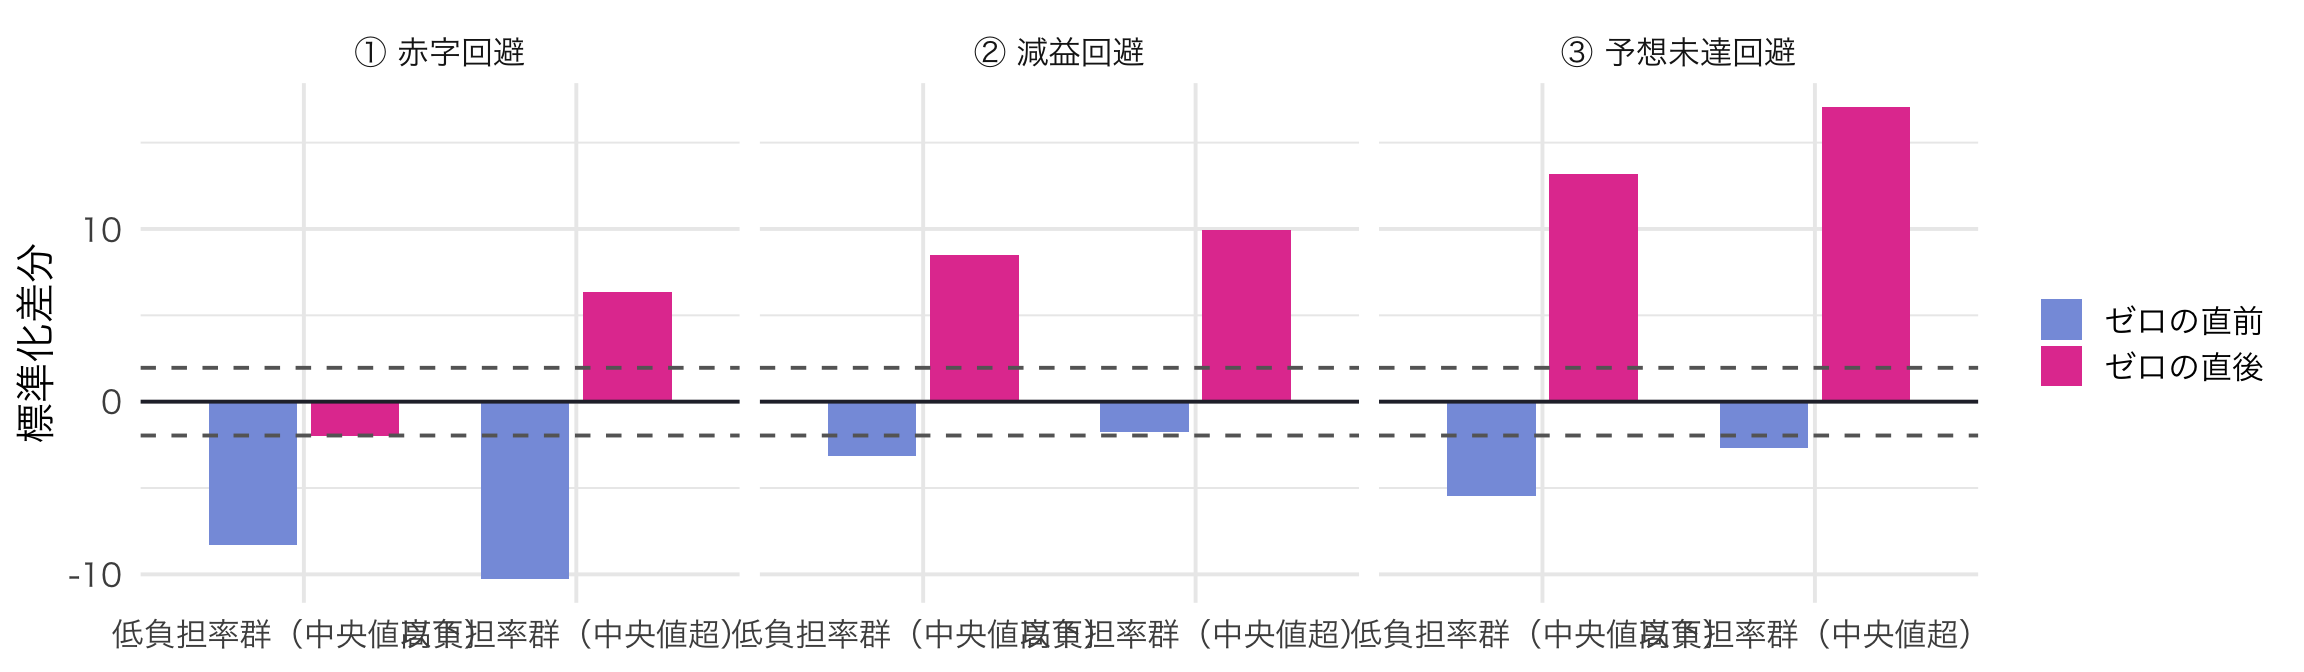 ① 赤字回避
② 減益回避
③ 予想未達回避
標準化差分
10
0
-10
低負担率群（中央値以下）
高負担率群（中央値超）
低負担率群（中央値以下）
高負担率群（中央値超）
低負担率群（中央値以下）
高負担率群（中央値超）
ゼロの直前
ゼロの直後